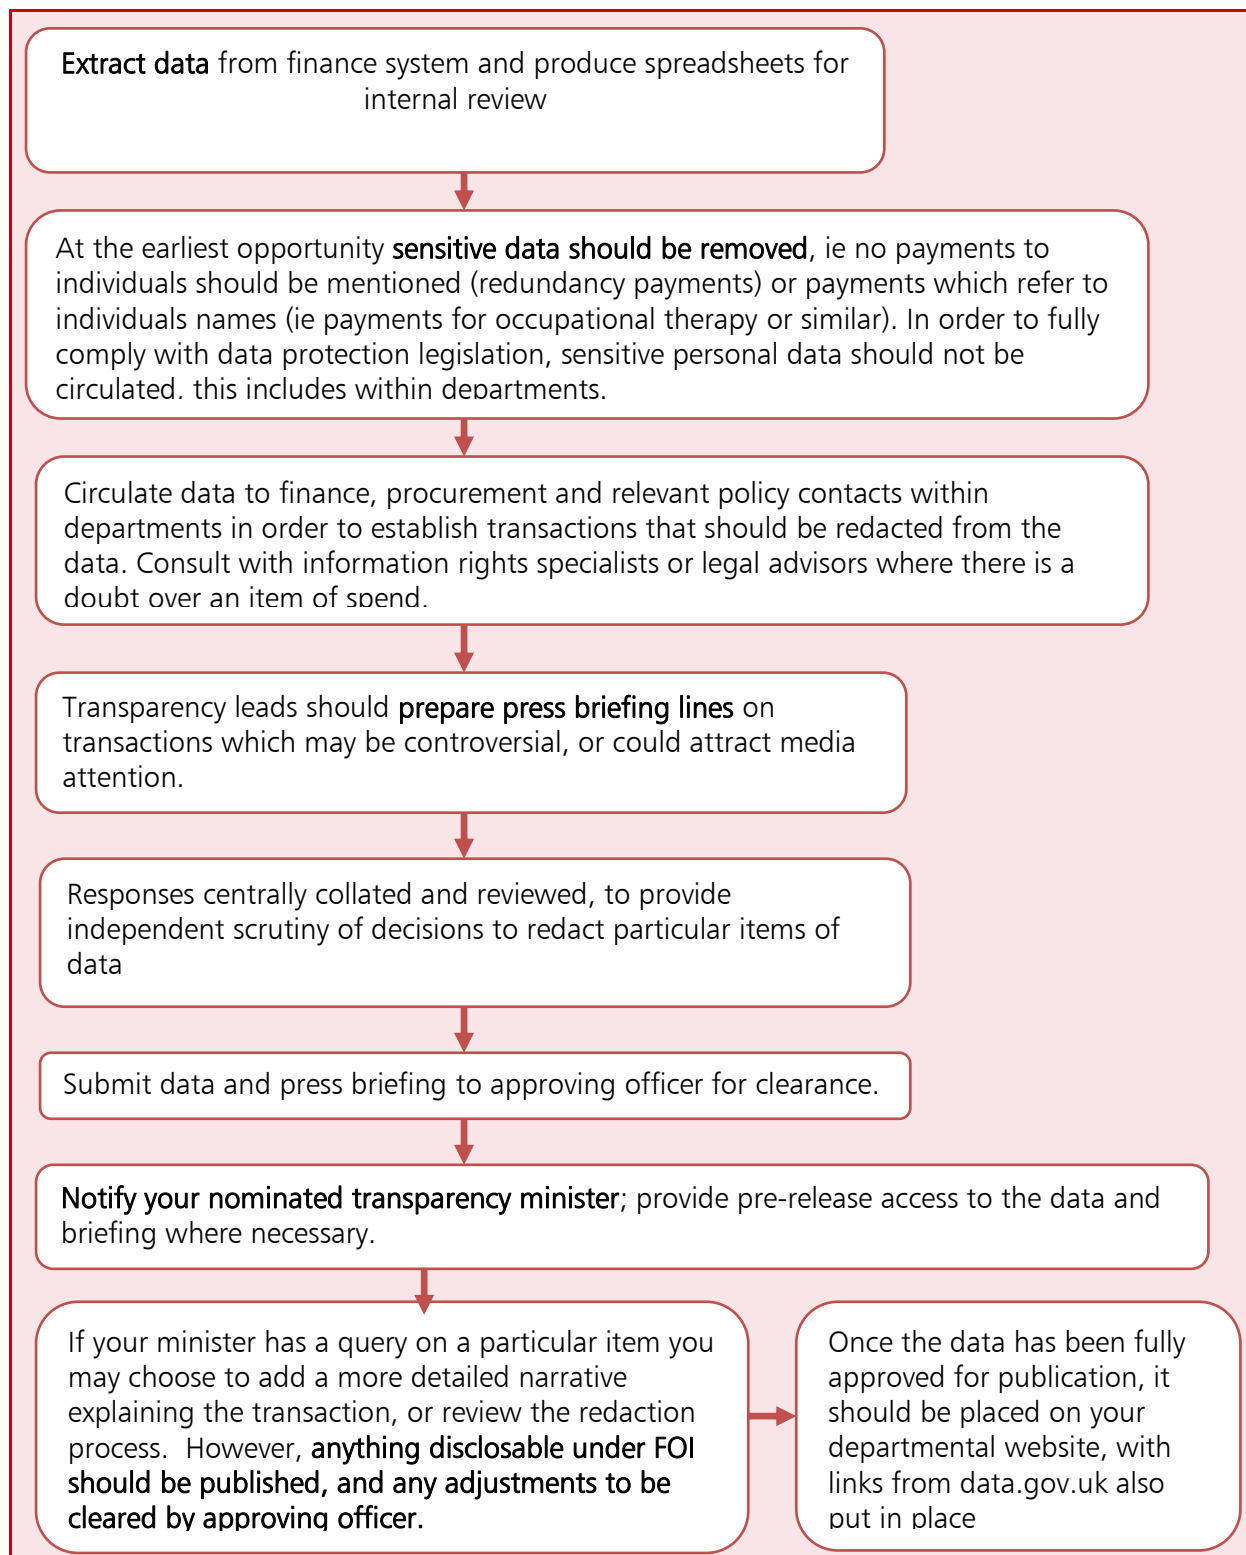 Extract data from finance system and produce spreadsheets for
internal review
At the earliest opportunity sensitive data should be removed, ie no payments to
individuals should be mentioned (redundancy payments) or payments which refer to
individuals names (ie payments for occupational therapy or similar). In order to fully
comply with data protection legislation, sensitive personal data should not be
circulated, this includes within departments.
Circulate data to finance, procurement and relevant policy contacts within
departments in order to establish transactions that should be redacted from the
data. Consult with information rights specialists or legal advisors where there is a
doubt over an item of spend.
Transparency leads should prepare press briefing lines on
transactions which may be controversial, or could attract media
attention.
Responses centrally collated and reviewed, to provide
independent scrutiny of decisions to redact particular items of
data
Submit data and press briefing to approving officer for clearance.
Notify your nominated transparency minister; provide pre-release access to the data and
briefing where necessary.
If your minister has a query on a particular item you
may choose to add a more detailed narrative
explaining the transaction, or review the redaction
process.  However, anything disclosable under FOI
should be published, and any adjustments to be
cleared by approving officer.
Once the data has been fully
approved for publication, it
should be placed on your
departmental website, with
links from data.gov.uk also
put in place